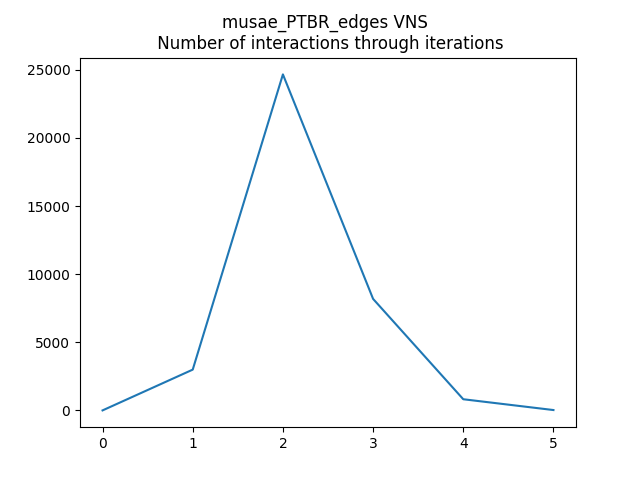 musae_PTBR_edges VNS
Number of interactions through iterations
25000
20000
15000
10000
5000
0
0 1 2 3 4 5